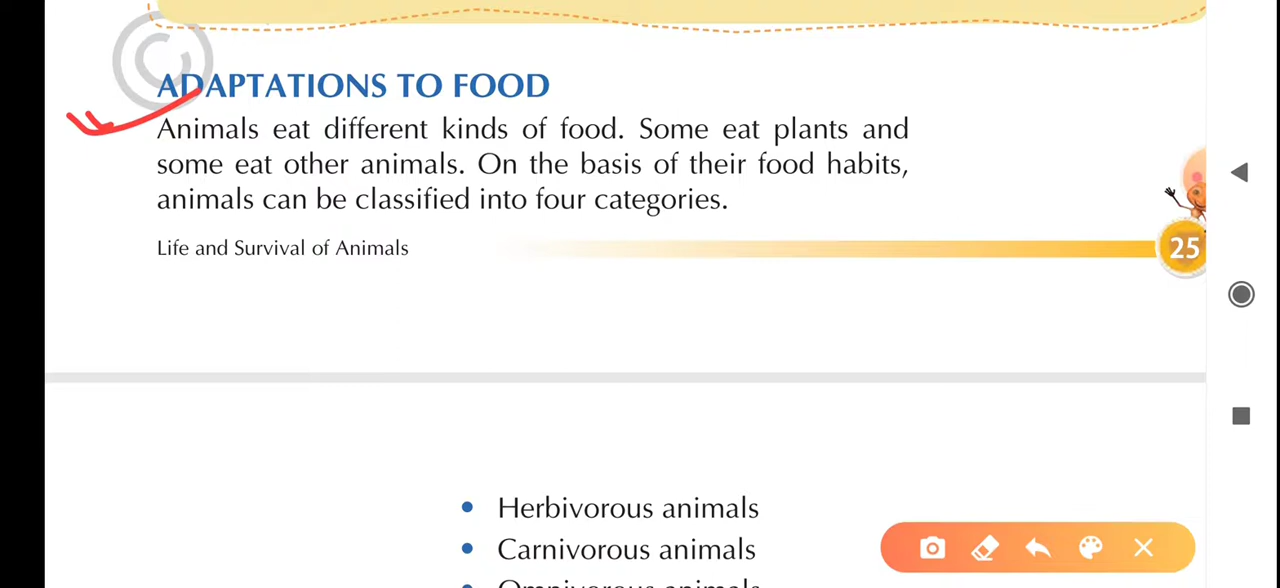 ADAPTATIONS TO FOOD
Animals eat different kinds of food. Some eat plants and
some eat other animals. On the basis of their food habits,
animals can be classified into four categories.
Life and Survival of Animals
25
• Herbivorous animals
• Carnivorous animals
• Omnivorous animals